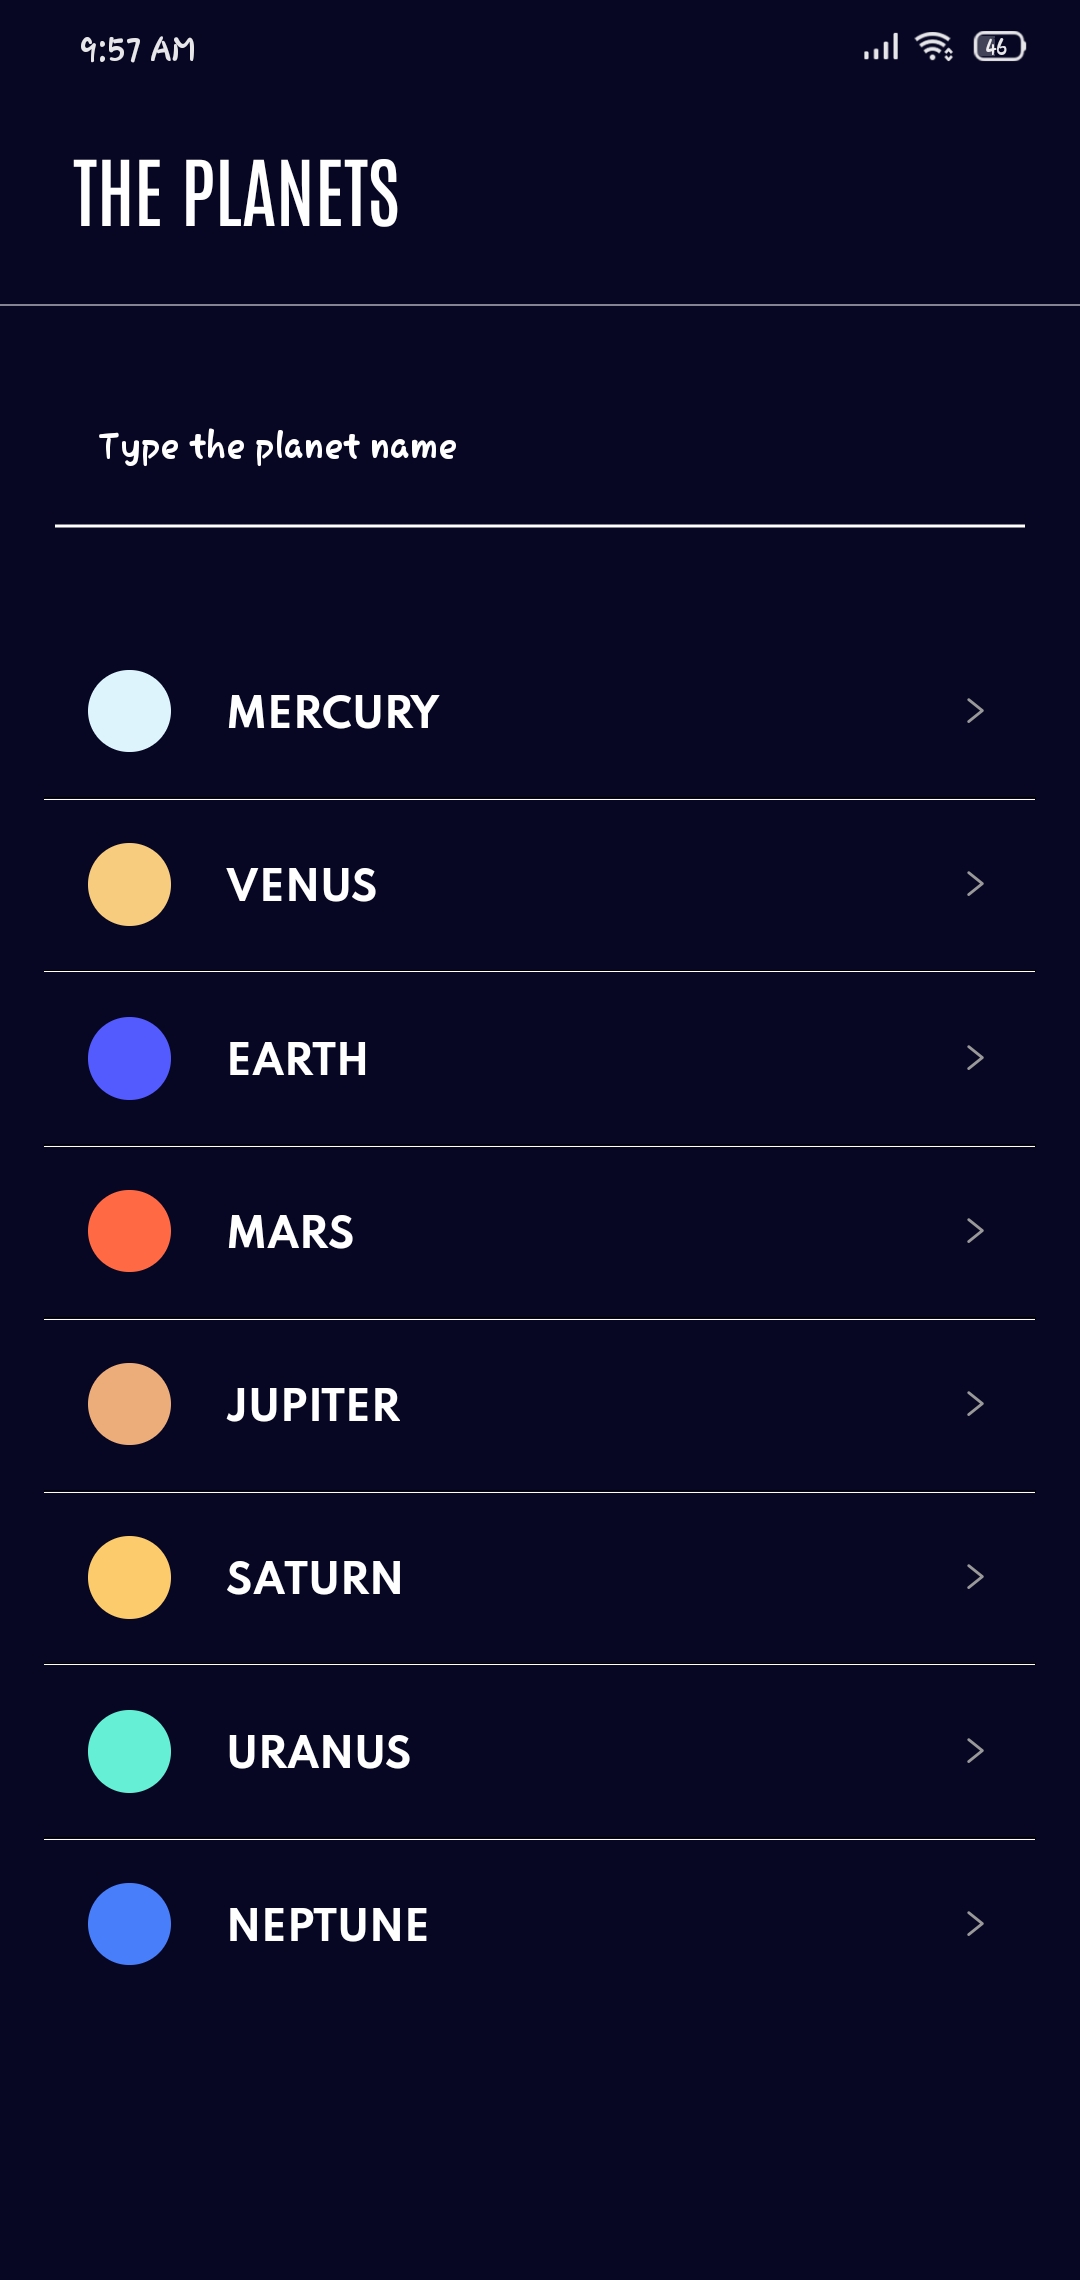 9:57 AM
46
THE PLANETS
Type the planet name
MERCURY
VENUS
EARTH
MARS
JUPITER
SATURN
URANUS
NEPTUNE